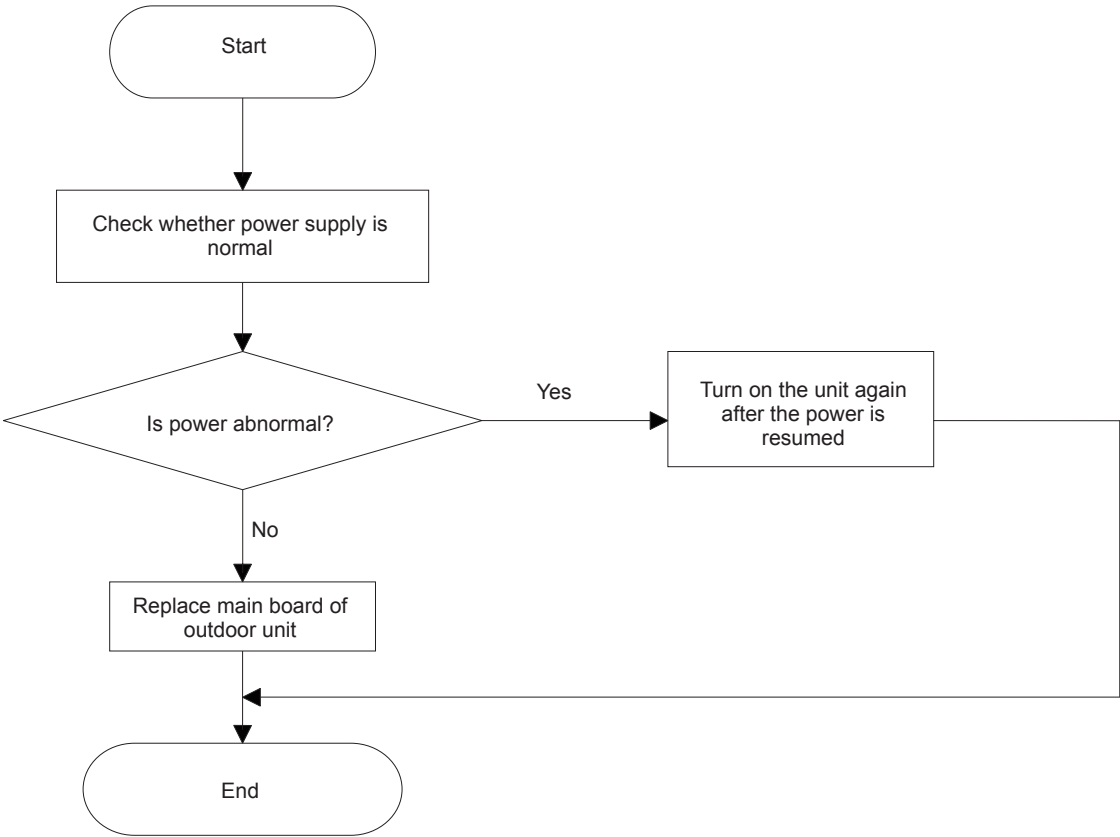 Start
Check whether power supply is
normal
Is power abnormal?
Yes
Turn on the unit again
after the power is
resumed
No
Replace main board of
outdoor unit
End